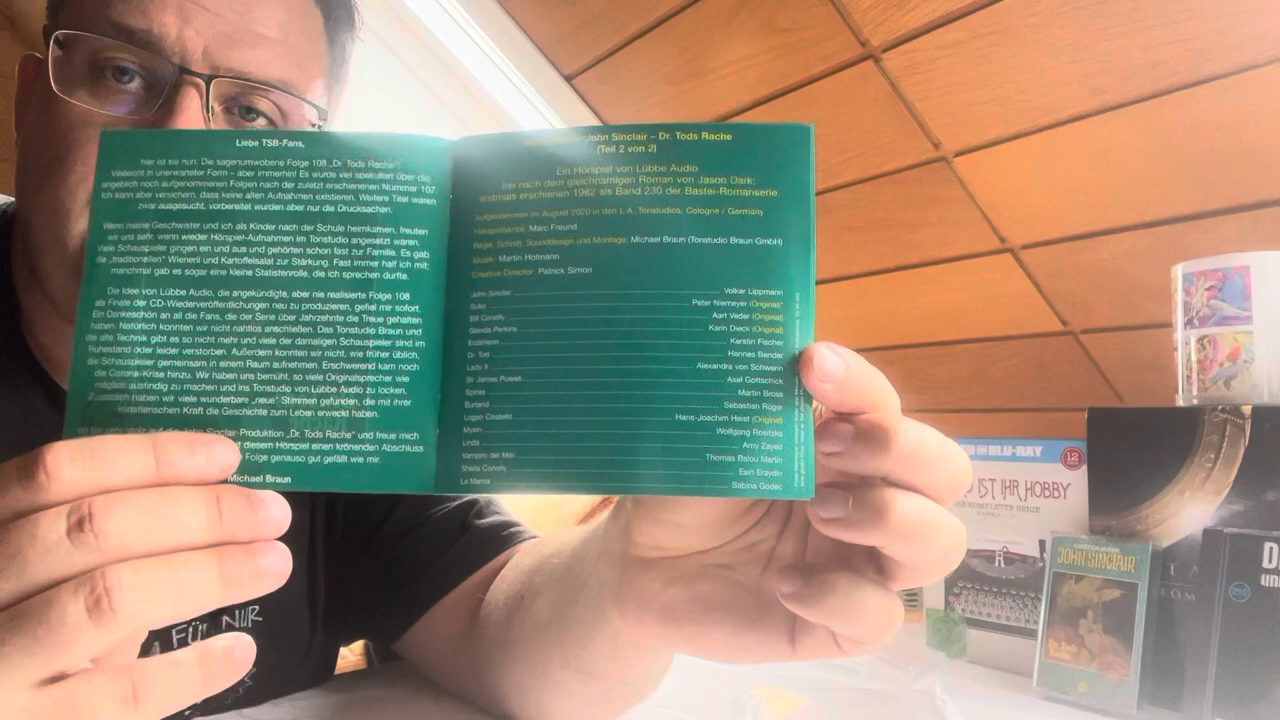 Liebe TSB-Fans,
hier ist sie nun: Die sagenumwobene Folge 108 „Dr. Tods Rache“.
Vielleicht in unerwarteter Form – aber immerhin! Es wurde viel spekuliert über die
angeblich noch aufgenommenen Folgen nach der zuletzt erschienenen Nummer 107.
Ich kann aber versichern, dass keine alten Aufnahmen existieren. Weitere Titel waren
zwar ausgesucht, vorbereitet wurden aber nur die Drucksachen.
Wenn meine Geschwister und ich als Kinder nach der Schule heimkamen, freuten
wir uns sehr, wenn wieder Hörspiel-Aufnahmen im Tonstudio angesetzt waren.
Viele Schauspieler gingen ein und aus und gehörten schon fast zur Familie. Es gab
die „traditionellen“ Wienerli und Kartoffelsalat zur Stärkung. Fast immer half ich mit;
manchmal gab es sogar eine kleine Statistenrolle, die ich sprechen durfte.
Die Idee von Lübbe Audio, die angekündigte, aber nie realisierte Folge 108
als Finale der CD-Wiederveröffentlichungen neu zu produzieren, gefiel mir sofort.
Ein Dankeschön an all die Fans, die der Serie über Jahrzehnte die Treue gehalten
haben. Natürlich konnten wir nicht nahtlos anschließen. Das Tonstudio Braun und
die alte Technik gibt es so nicht mehr und viele der damaligen Schauspieler sind im
Ruhestand oder leider verstorben. Außerdem konnten wir nicht, wie früher üblich,
die Schauspieler gemeinsam in einem Raum aufnehmen. Erschwerend kam noch
die Corona-Krise hinzu. Wir haben uns bemüht, so viele Originalsprecher wie
möglich ausfindig zu machen und ins Tonstudio von Lübbe Audio zu locken.
Zusätzlich haben wir viele wunderbare „neue“ Stimmen gefunden, die mit ihrer
künstlerischen Kraft die Geschichte zum Leben erweckt haben.
Ich bin sehr stolz auf die John Sinclair-Produktion „Dr. Tods Rache“ und freue mich
diesem Hörspiel einen krönenden Abschluss
Folge genauso gut gefällt wie mir.
Michael Braun
John Sinclair – Dr. Tods Rache
(Teil 2 von 2)
Ein Hörspiel von Lübbe Audio
frei nach dem gleichnamigen Roman von Jason Dark;
erstmals erschienen 1982 als Band 230 der Bastei-Romanserie.
Aufgenommen im August 2020 in den L.A. Tonstudios, Cologne / Germany
Hörspielskript: Marc Freund
Regie, Schnitt, Sounddesign und Montage: Michael Braun (Tonstudio Braun GmbH)
Musik: Martin Hofmann
Creative Director: Patrick Simon
John Sinclair Volker Lippmann
Suko Peter Niemeyer (Original)*
Bill Conolly Aart Veder (Original)
Glenda Perkins Karin Dieck (Original)
Erzählerin Kerstin Fischer
Dr. Tod Hennes Bender
Lady X Alexandra von Schwerin
Sir James Powell Axel Gottschick
Spiros Martin Bross
Burland Sebastian Rüger
Logan Costello Hans-Joachim Heist (Original)
Myxin Wolfgang Rositzka
Linda Amy Zayed
Vampiro del Mar Thomas Balou Martin
Sheila Conolly Esin Eraydin
La Mama Sabina Godec
FÜR NUR
BLU-RAY
12
IST IHR HOBBY
DIE KOMPLETTE SERIE
JOHN SINCLAIR
Dr. Tods
Rache